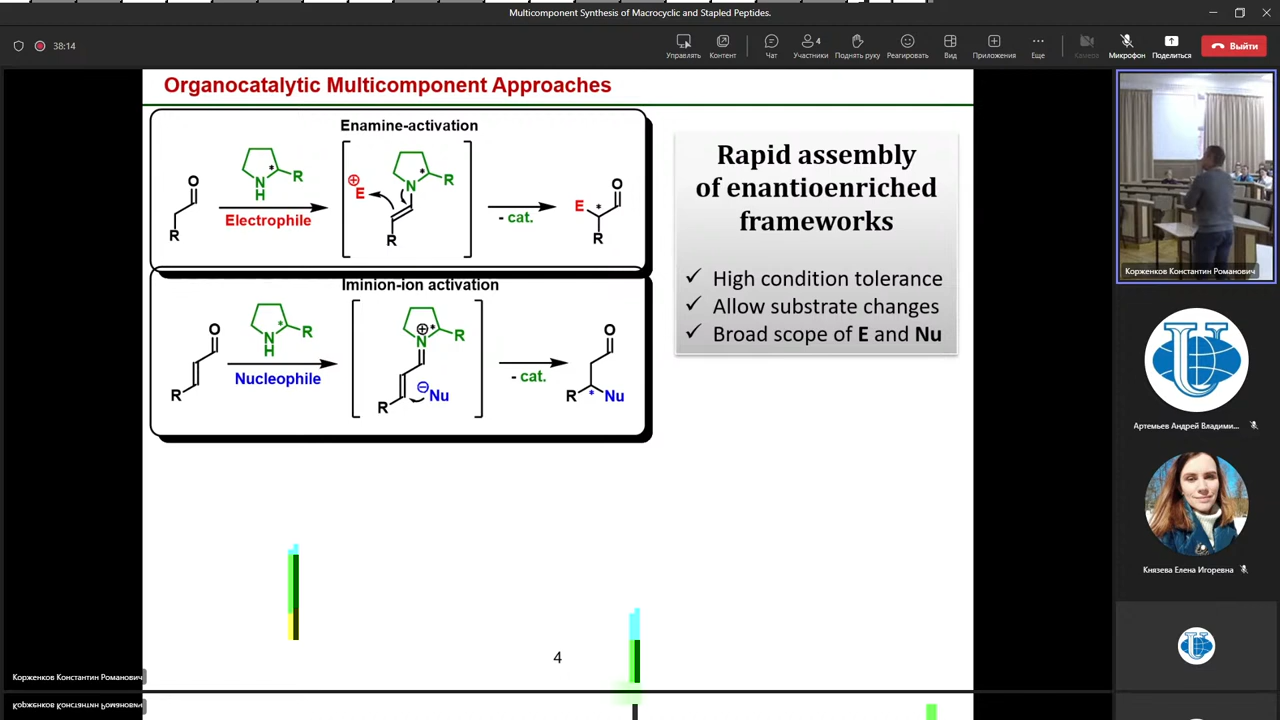 Multicomponent Synthesis of Macrocyclic and Stapled Peptides.
38:14
Управлять
Контент
Чат
4
Участники
Поднять руку
Реагировать
Вид
Приложения
Еще
Камера
Микрофон
Поделиться
Выйти
Organocatalytic Multicomponent Approaches
Enamine-activation
O
R
N
H
* R
Electrophile
⊕
E
N
* R
R
- cat.
E * O
R
Iminion-ion activation
O
R
N
H
* R
Nucleophile
⊕ * R
N
⊖
Nu
R
- cat.
O
R * Nu
Rapid assembly
of enantioenriched
frameworks
✓ High condition tolerance
✓ Allow substrate changes
✓ Broad scope of E and Nu
4
Корженков Константин Романович
Корженков Константин Романович
Корженков Константин Романович
Артемьев Андрей Владими...
Князева Елена Игоревна